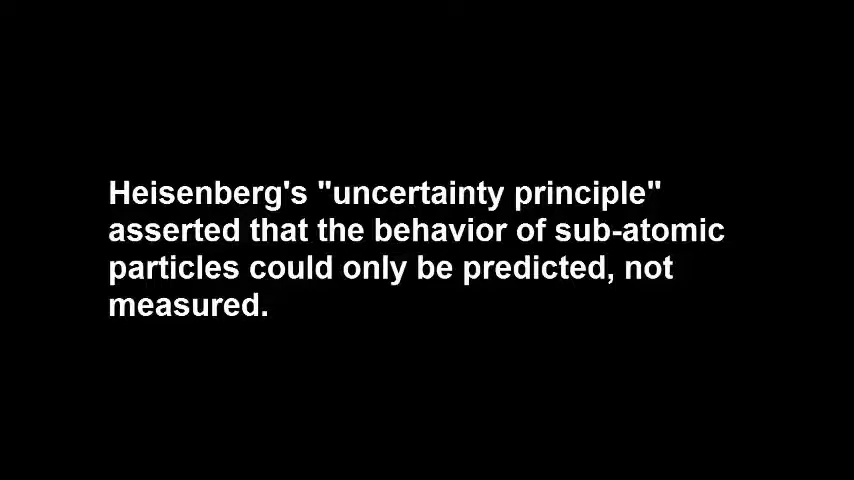 Heisenberg's "uncertainty principle"
asserted that the behavior of sub-atomic
particles could only be predicted, not
measured.